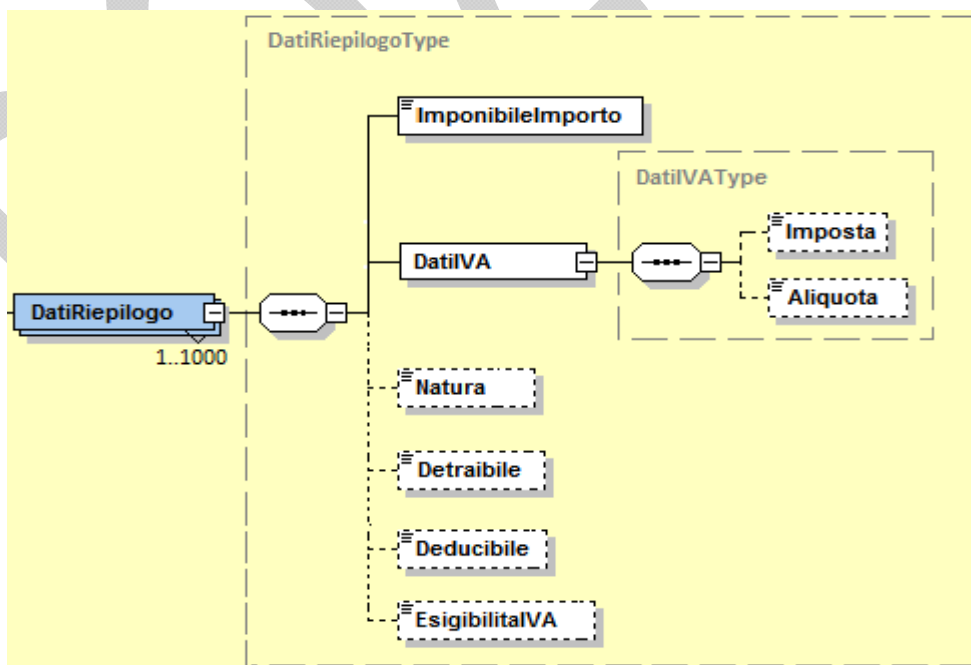 DatiRiepilogoType
ImponibileImporto
DatiIVAType
Imposta
DatiIVA
Aliquota
DatiRiepilogo
1..1000
Natura
Detraibile
Deducibile
EsigibilitaIVA